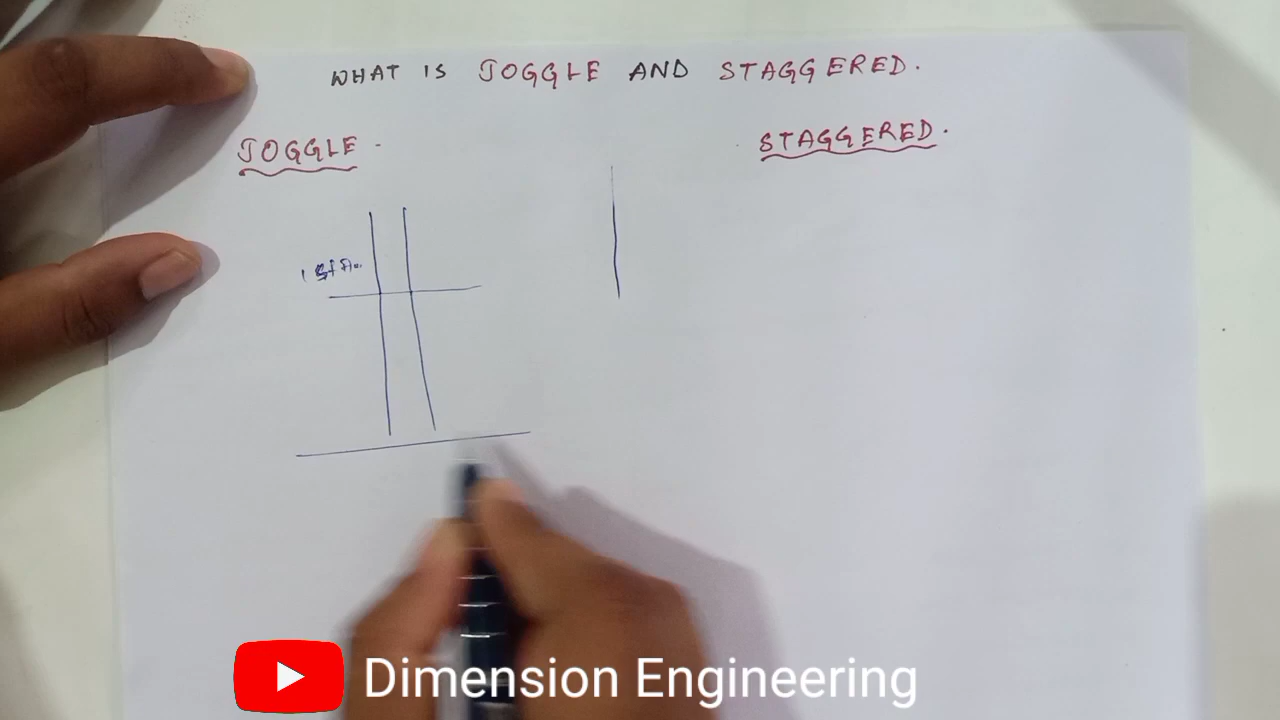 WHAT IS JOGGLE AND STAGGERED.
JOGGLE.
STAGGERED.
Dimension Engineering